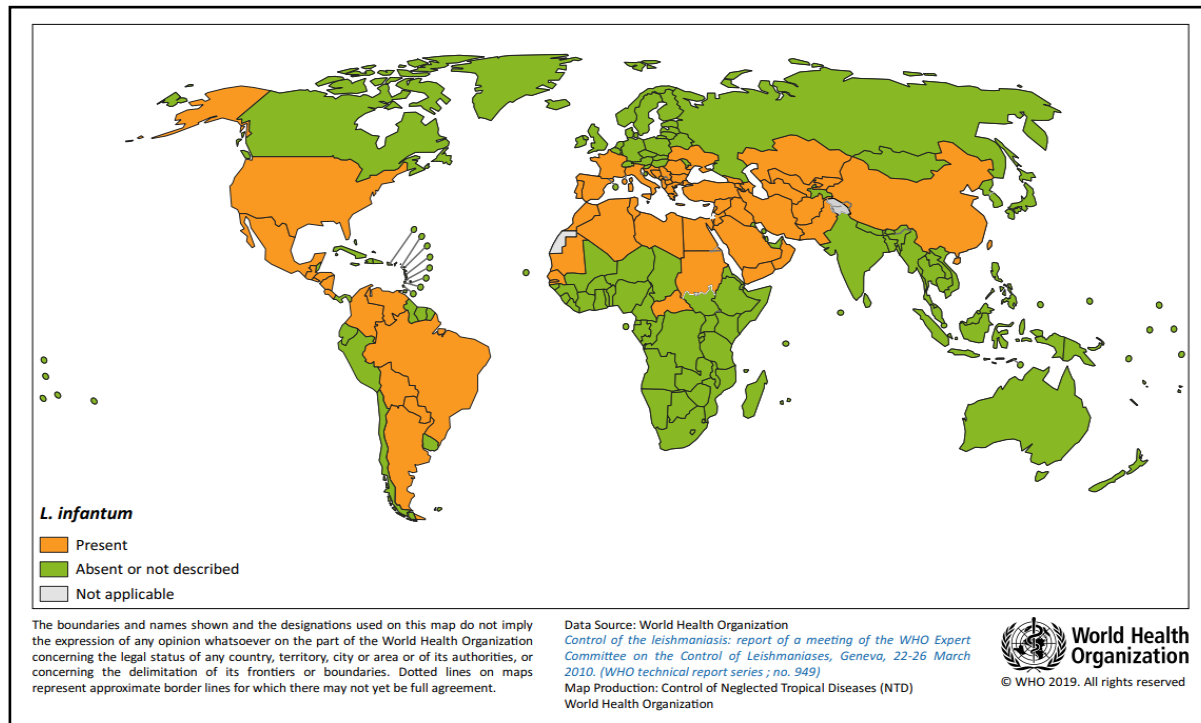 L. infantum
Present
Absent or not described
Not applicable
The boundaries and names shown and the designations used on this map do not imply
the expression of any opinion whatsoever on the part of the World Health Organization
concerning the legal status of any country, territory, city or area or of its authorities, or
concerning the delimitation of its frontiers or boundaries. Dotted lines on maps
represent approximate border lines for which there may not yet be full agreement.
Data Source: World Health Organization
Control of the leishmaniasis: report of a meeting of the WHO Expert
Committee on the Control of Leishmaniases, Geneva, 22-26 March
2010. (WHO technical report series ; no. 949)
Map Production: Control of Neglected Tropical Diseases (NTD)
World Health Organization
World Health
Organization
© WHO 2019. All rights reserved